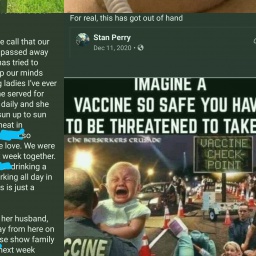 For real, this has got out of hand
Stan Perry
Dec 11, 2020
e call that our
passed away
as tried to
p our minds
g ladies I've ever
e served for
daily and she
sun up to sun
heat in
so
e love. We were
week together.
drinking a
rking all day in
s is just a
her husband,
ay from here on
se show family
next week
IMAGINE A
VACCINE SO SAFE YOU HAV
TO BE THREATENED TO TAKE
the berserkers crusade
VACCINE
CHECK-
POINT
CCINE